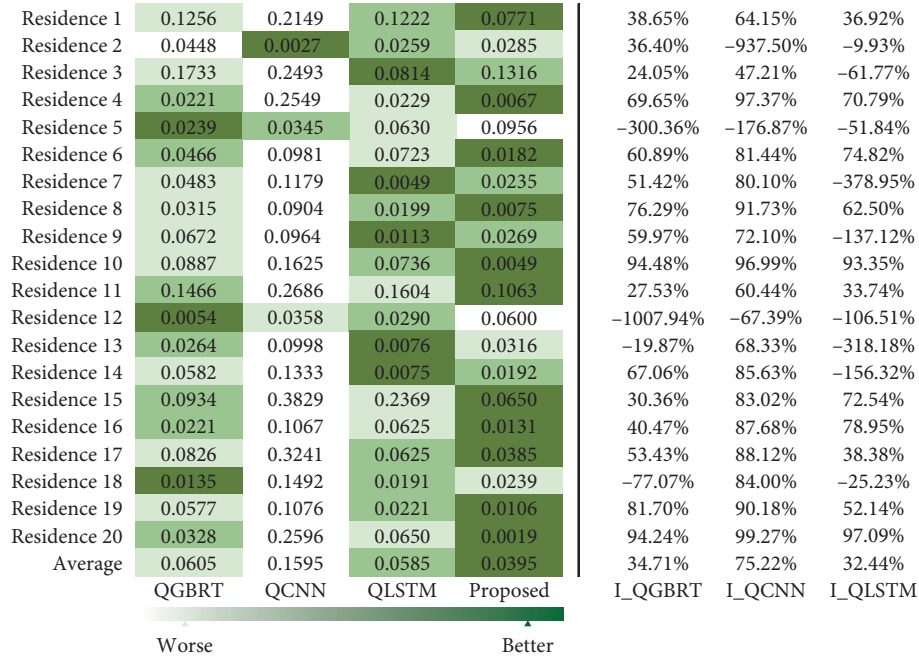 Residence 1 0.1256 0.2149 0.1222 0.0771 38.65% 64.15% 36.92%
Residence 2 0.0448 0.0027 0.0259 0.0285 36.40% −937.50% −9.93%
Residence 3 0.1733 0.2493 0.0814 0.1316 24.05% 47.21% −61.77%
Residence 4 0.0221 0.2549 0.0229 0.0067 69.65% 97.37% 70.79%
Residence 5 0.0239 0.0345 0.0630 0.0956 −300.36% −176.87% −51.84%
Residence 6 0.0466 0.0981 0.0723 0.0182 60.89% 81.44% 74.82%
Residence 7 0.0483 0.1179 0.0049 0.0235 51.42% 80.10% −378.95%
Residence 8 0.0315 0.0904 0.0199 0.0075 76.29% 91.73% 62.50%
Residence 9 0.0672 0.0964 0.0113 0.0269 59.97% 72.10% −137.12%
Residence 10 0.0887 0.1625 0.0736 0.0049 94.48% 96.99% 93.35%
Residence 11 0.1466 0.2686 0.1604 0.1063 27.53% 60.44% 33.74%
Residence 12 0.0054 0.0358 0.0290 0.0600 −1007.94% −67.39% −106.51%
Residence 13 0.0264 0.0998 0.0076 0.0316 −19.87% 68.33% −318.18%
Residence 14 0.0582 0.1333 0.0075 0.0192 67.06% 85.63% −156.32%
Residence 15 0.0934 0.3829 0.2369 0.0650 30.36% 83.02% 72.54%
Residence 16 0.0221 0.1067 0.0625 0.0131 40.47% 87.68% 78.95%
Residence 17 0.0826 0.3241 0.0625 0.0385 53.43% 88.12% 38.38%
Residence 18 0.0135 0.1492 0.0191 0.0239 −77.07% 84.00% −25.23%
Residence 19 0.0577 0.1076 0.0221 0.0106 81.70% 90.18% 52.14%
Residence 20 0.0328 0.2596 0.0650 0.0019 94.24% 99.27% 97.09%
Average 0.0605 0.1595 0.0585 0.0395 34.71% 75.22% 32.44%
QGBRT QCNN QLSTM Proposed I_QGBRT I_QCNN I_QLSTM
Worse Better